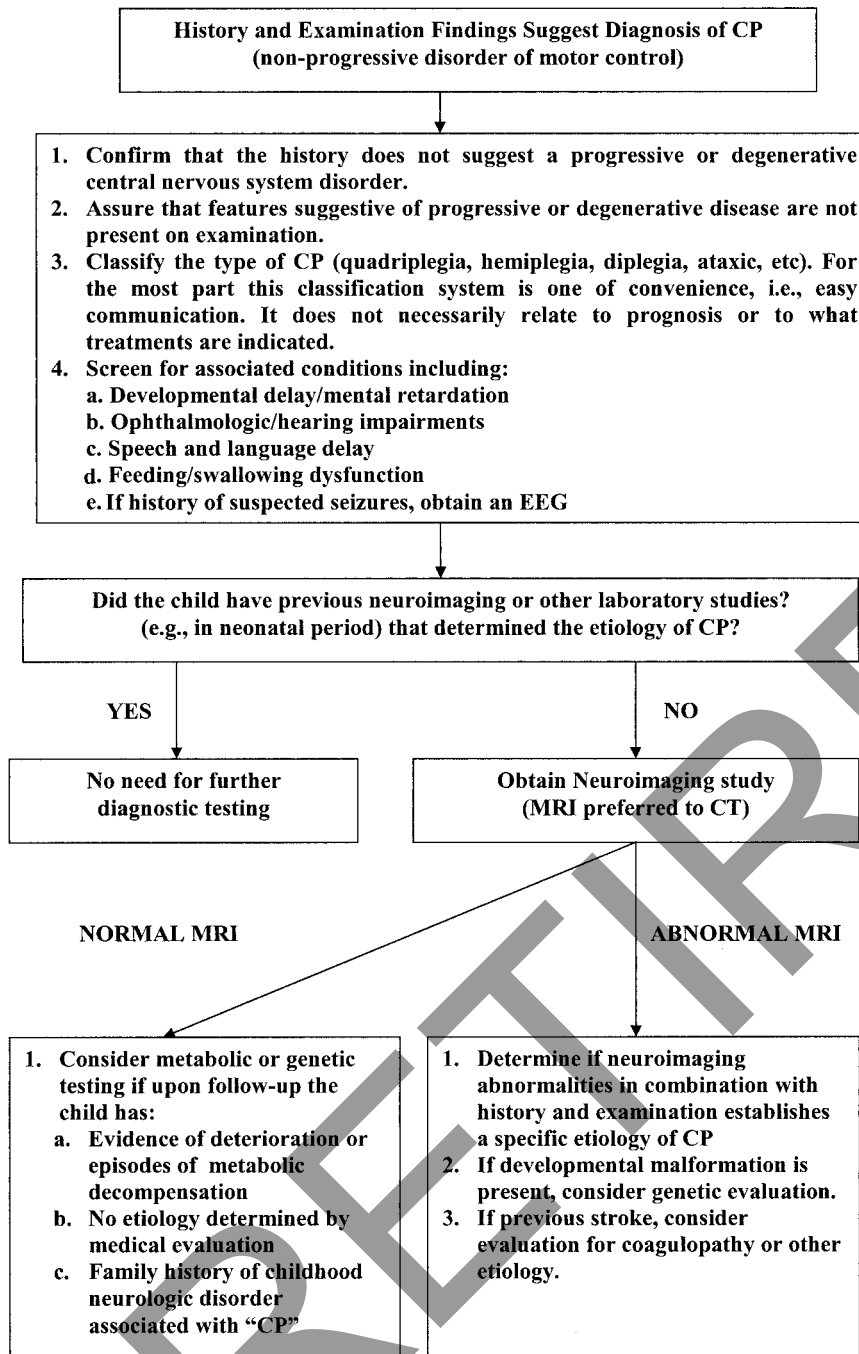 History and Examination Findings Suggest Diagnosis of CP
(non-progressive disorder of motor control)
1. Confirm that the history does not suggest a progressive or degenerative
central nervous system disorder.
2. Assure that features suggestive of progressive or degenerative disease are not
present on examination.
3. Classify the type of CP (quadriplegia, hemiplegia, diplegia, ataxic, etc). For
the most part this classification system is one of convenience, i.e., easy
communication. It does not necessarily relate to prognosis or to what
treatments are indicated.
4. Screen for associated conditions including:
a. Developmental delay/mental retardation
b. Ophthalmologic/hearing impairments
c. Speech and language delay
d. Feeding/swallowing dysfunction
e. If history of suspected seizures, obtain an EEG
Did the child have previous neuroimaging or other laboratory studies?
(e.g., in neonatal period) that determined the etiology of CP?
YES
NO
No need for further
diagnostic testing
Obtain Neuroimaging study
(MRI preferred to CT)
NORMAL MRI
ABNORMAL MRI
1. Consider metabolic or genetic
testing if upon follow-up the
child has:
a. Evidence of deterioration or
episodes of metabolic
decompensation
b. No etiology determined by
medical evaluation
c. Family history of childhood
neurologic disorder
associated with “CP”
1. Determine if neuroimaging
abnormalities in combination with
history and examination establishes
a specific etiology of CP
2. If developmental malformation is
present, consider genetic evaluation.
3. If previous stroke, consider
evaluation for coagulopathy or other
etiology.
RETIRE